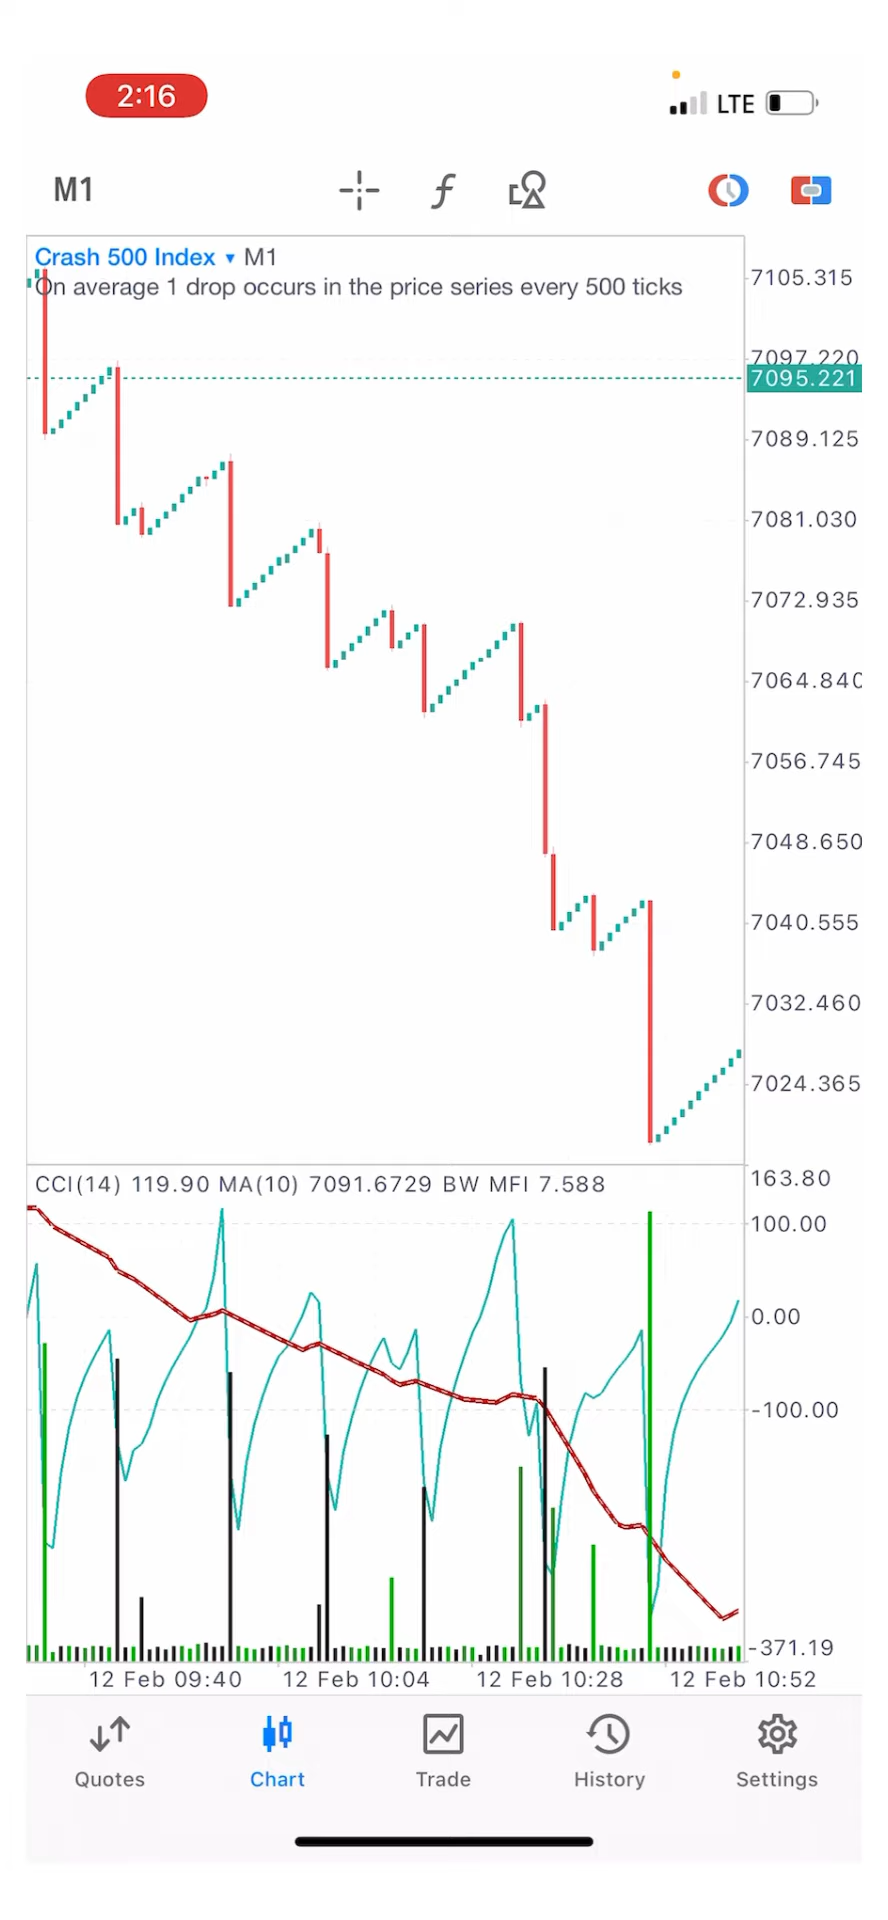 2:16
LTE
M1
Crash 500 Index ▾ M1
On average 1 drop occurs in the price series every 500 ticks
7105.315
7097.220
7095.221
7089.125
7081.030
7072.935
7064.840
7056.745
7048.650
7040.555
7032.460
7024.365
CCI(14) 119.90 MA(10) 7091.6729 BW MFI 7.588
163.80
100.00
0.00
-100.00
-371.19
12 Feb 09:40 12 Feb 10:04 12 Feb 10:28 12 Feb 10:52
Quotes Chart Trade History Settings